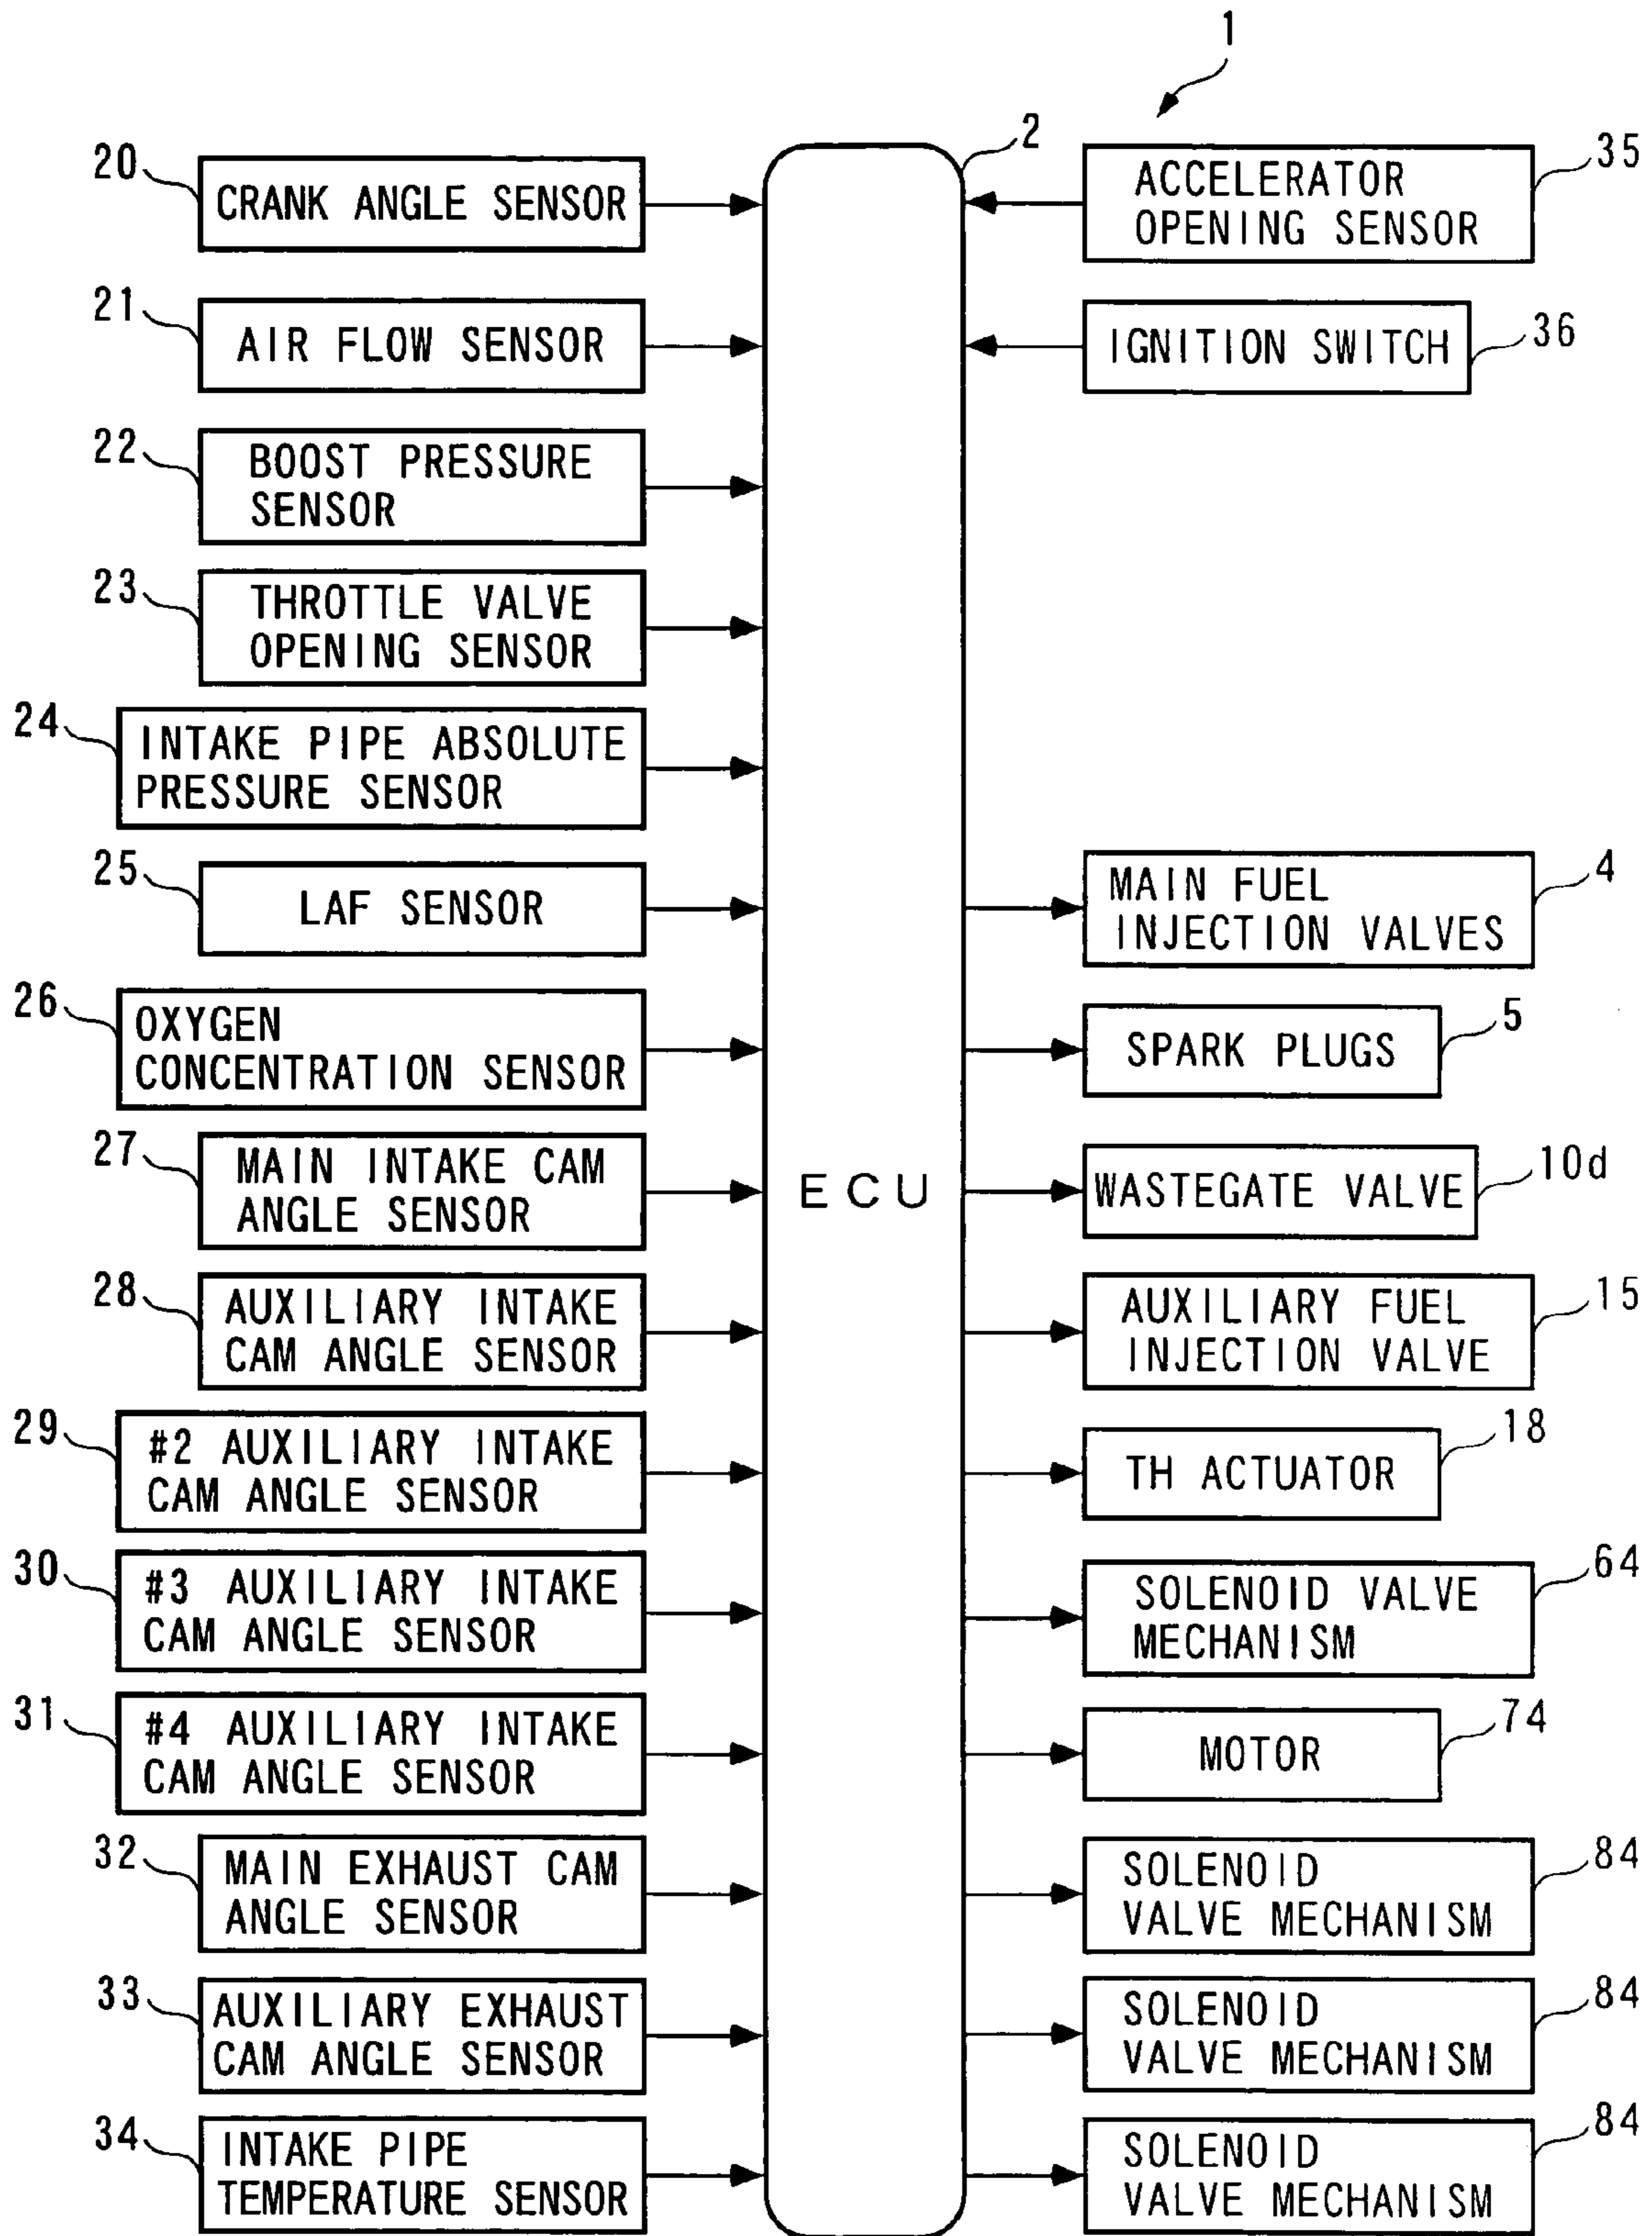 1
2
20
CRANK ANGLE SENSOR
21
AIR FLOW SENSOR
22
BOOST PRESSURE
SENSOR
23
THROTTLE VALVE
OPENING SENSOR
24
INTAKE PIPE ABSOLUTE
PRESSURE SENSOR
25
LAF SENSOR
26
OXYGEN
CONCENTRATION SENSOR
27
MAIN INTAKE CAM
ANGLE SENSOR
28
AUXILIARY INTAKE
CAM ANGLE SENSOR
29
#2 AUXILIARY INTAKE
CAM ANGLE SENSOR
30
#3 AUXILIARY INTAKE
CAM ANGLE SENSOR
31
#4 AUXILIARY INTAKE
CAM ANGLE SENSOR
32
MAIN EXHAUST CAM
ANGLE SENSOR
33
AUXILIARY EXHAUST
CAM ANGLE SENSOR
34
INTAKE PIPE
TEMPERATURE SENSOR
ECU
35
ACCELERATOR
OPENING SENSOR
36
IGNITION SWITCH
4
MAIN FUEL
INJECTION VALVES
5
SPARK PLUGS
10d
WASTEGATE VALVE
15
AUXILIARY FUEL
INJECTION VALVE
18
TH ACTUATOR
64
SOLENOID VALVE
MECHANISM
74
MOTOR
84
SOLENOID
VALVE MECHANISM
84
SOLENOID
VALVE MECHANISM
84
SOLENOID
VALVE MECHANISM